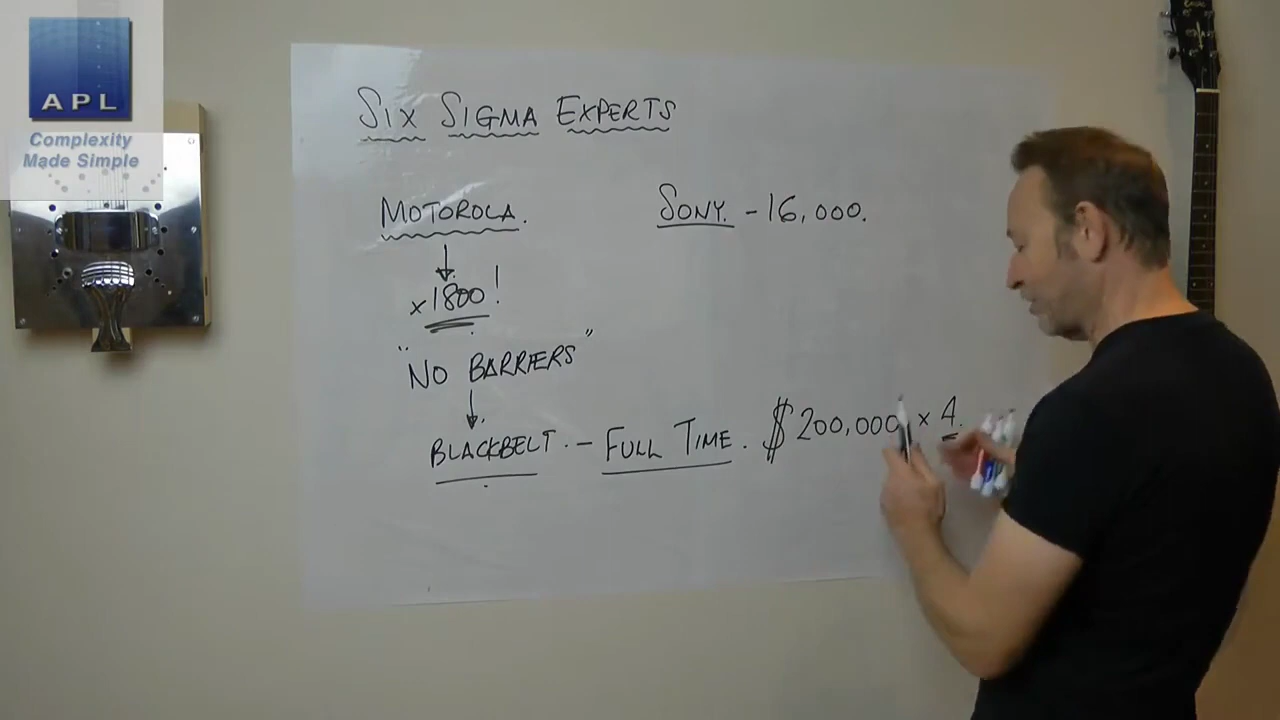 APL
Complexity
Made Simple
SIX SIGMA EXPERTS
MOTOROLA.
SONY. - 16,000.
x1800!
"NO BARRIERS"
BLACKBELT. - FULL TIME. $200,000 x 4.